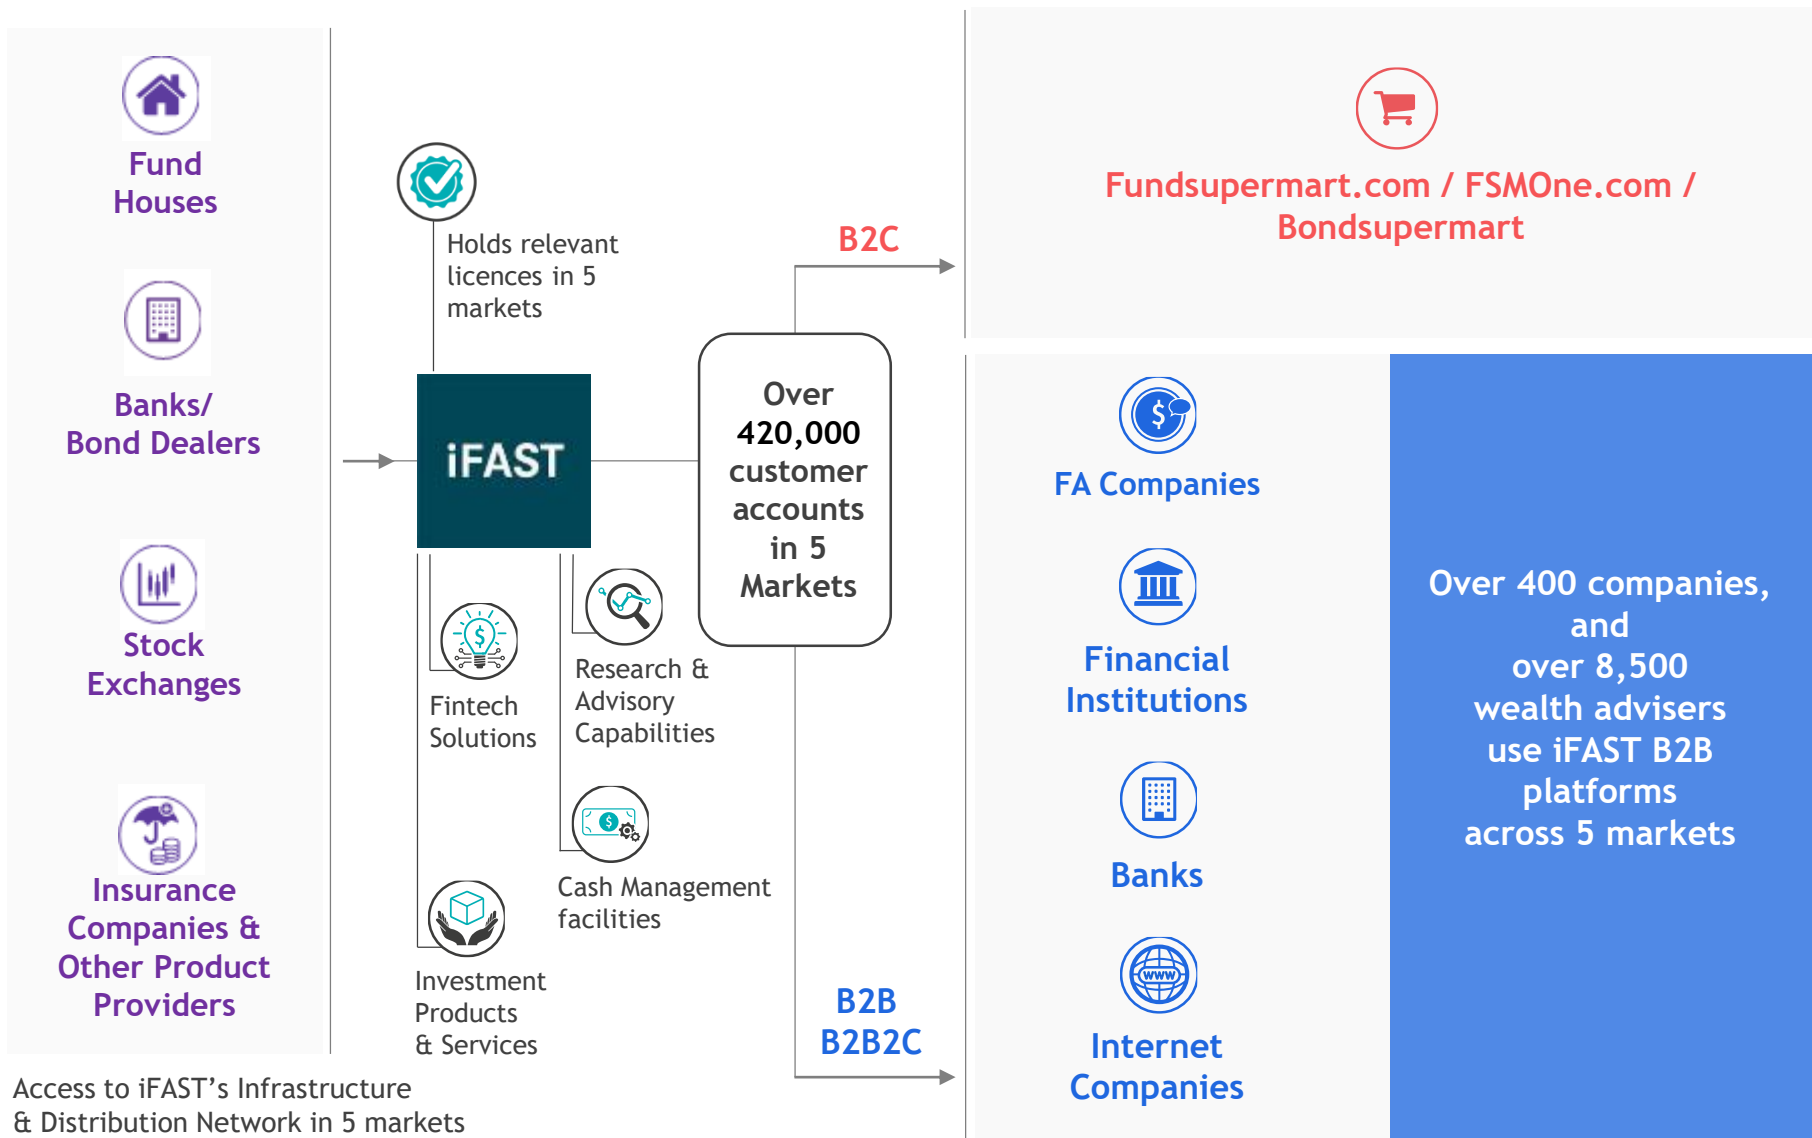 Fund
Houses
Banks/
Bond Dealers
Stock
Exchanges
Insurance
Companies &
Other Product
Providers
Access to iFAST’s Infrastructure
& Distribution Network in 5 markets
Holds relevant
licences in 5
markets
iFAST
$
Fintech
Solutions
Research &
Advisory
Capabilities
$
Cash Management
facilities
Investment
Products
& Services
Over
420,000
customer
accounts
in 5
Markets
B2C
B2B
B2B2C
Fundsupermart.com / FSMOne.com /
Bondsupermart
$
FA Companies
Financial
Institutions
Banks
www
Internet
Companies
Over 400 companies,
and
over 8,500
wealth advisers
use iFAST B2B
platforms
across 5 markets